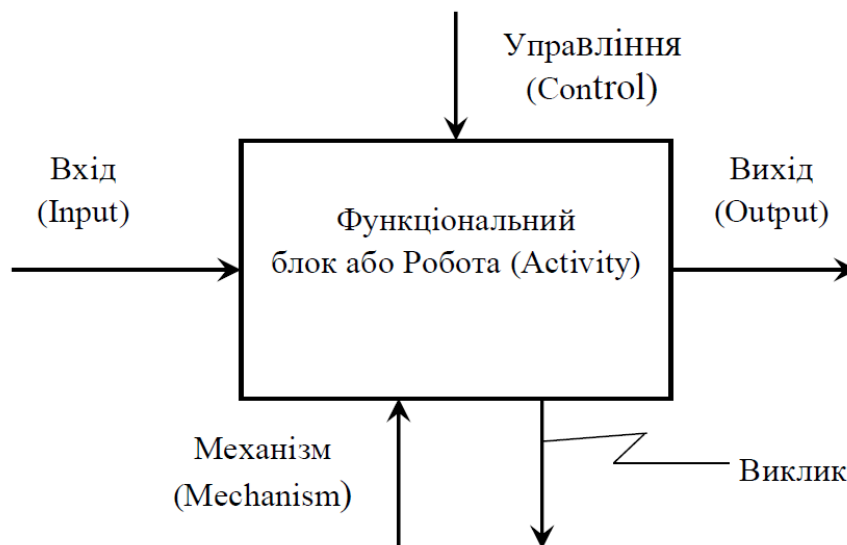 Управління
(Control)
Вхід
(Input)
Вихід
(Output)
Функціональний
блок або Робота (Activity)
Механізм
(Mechanism)
Виклик